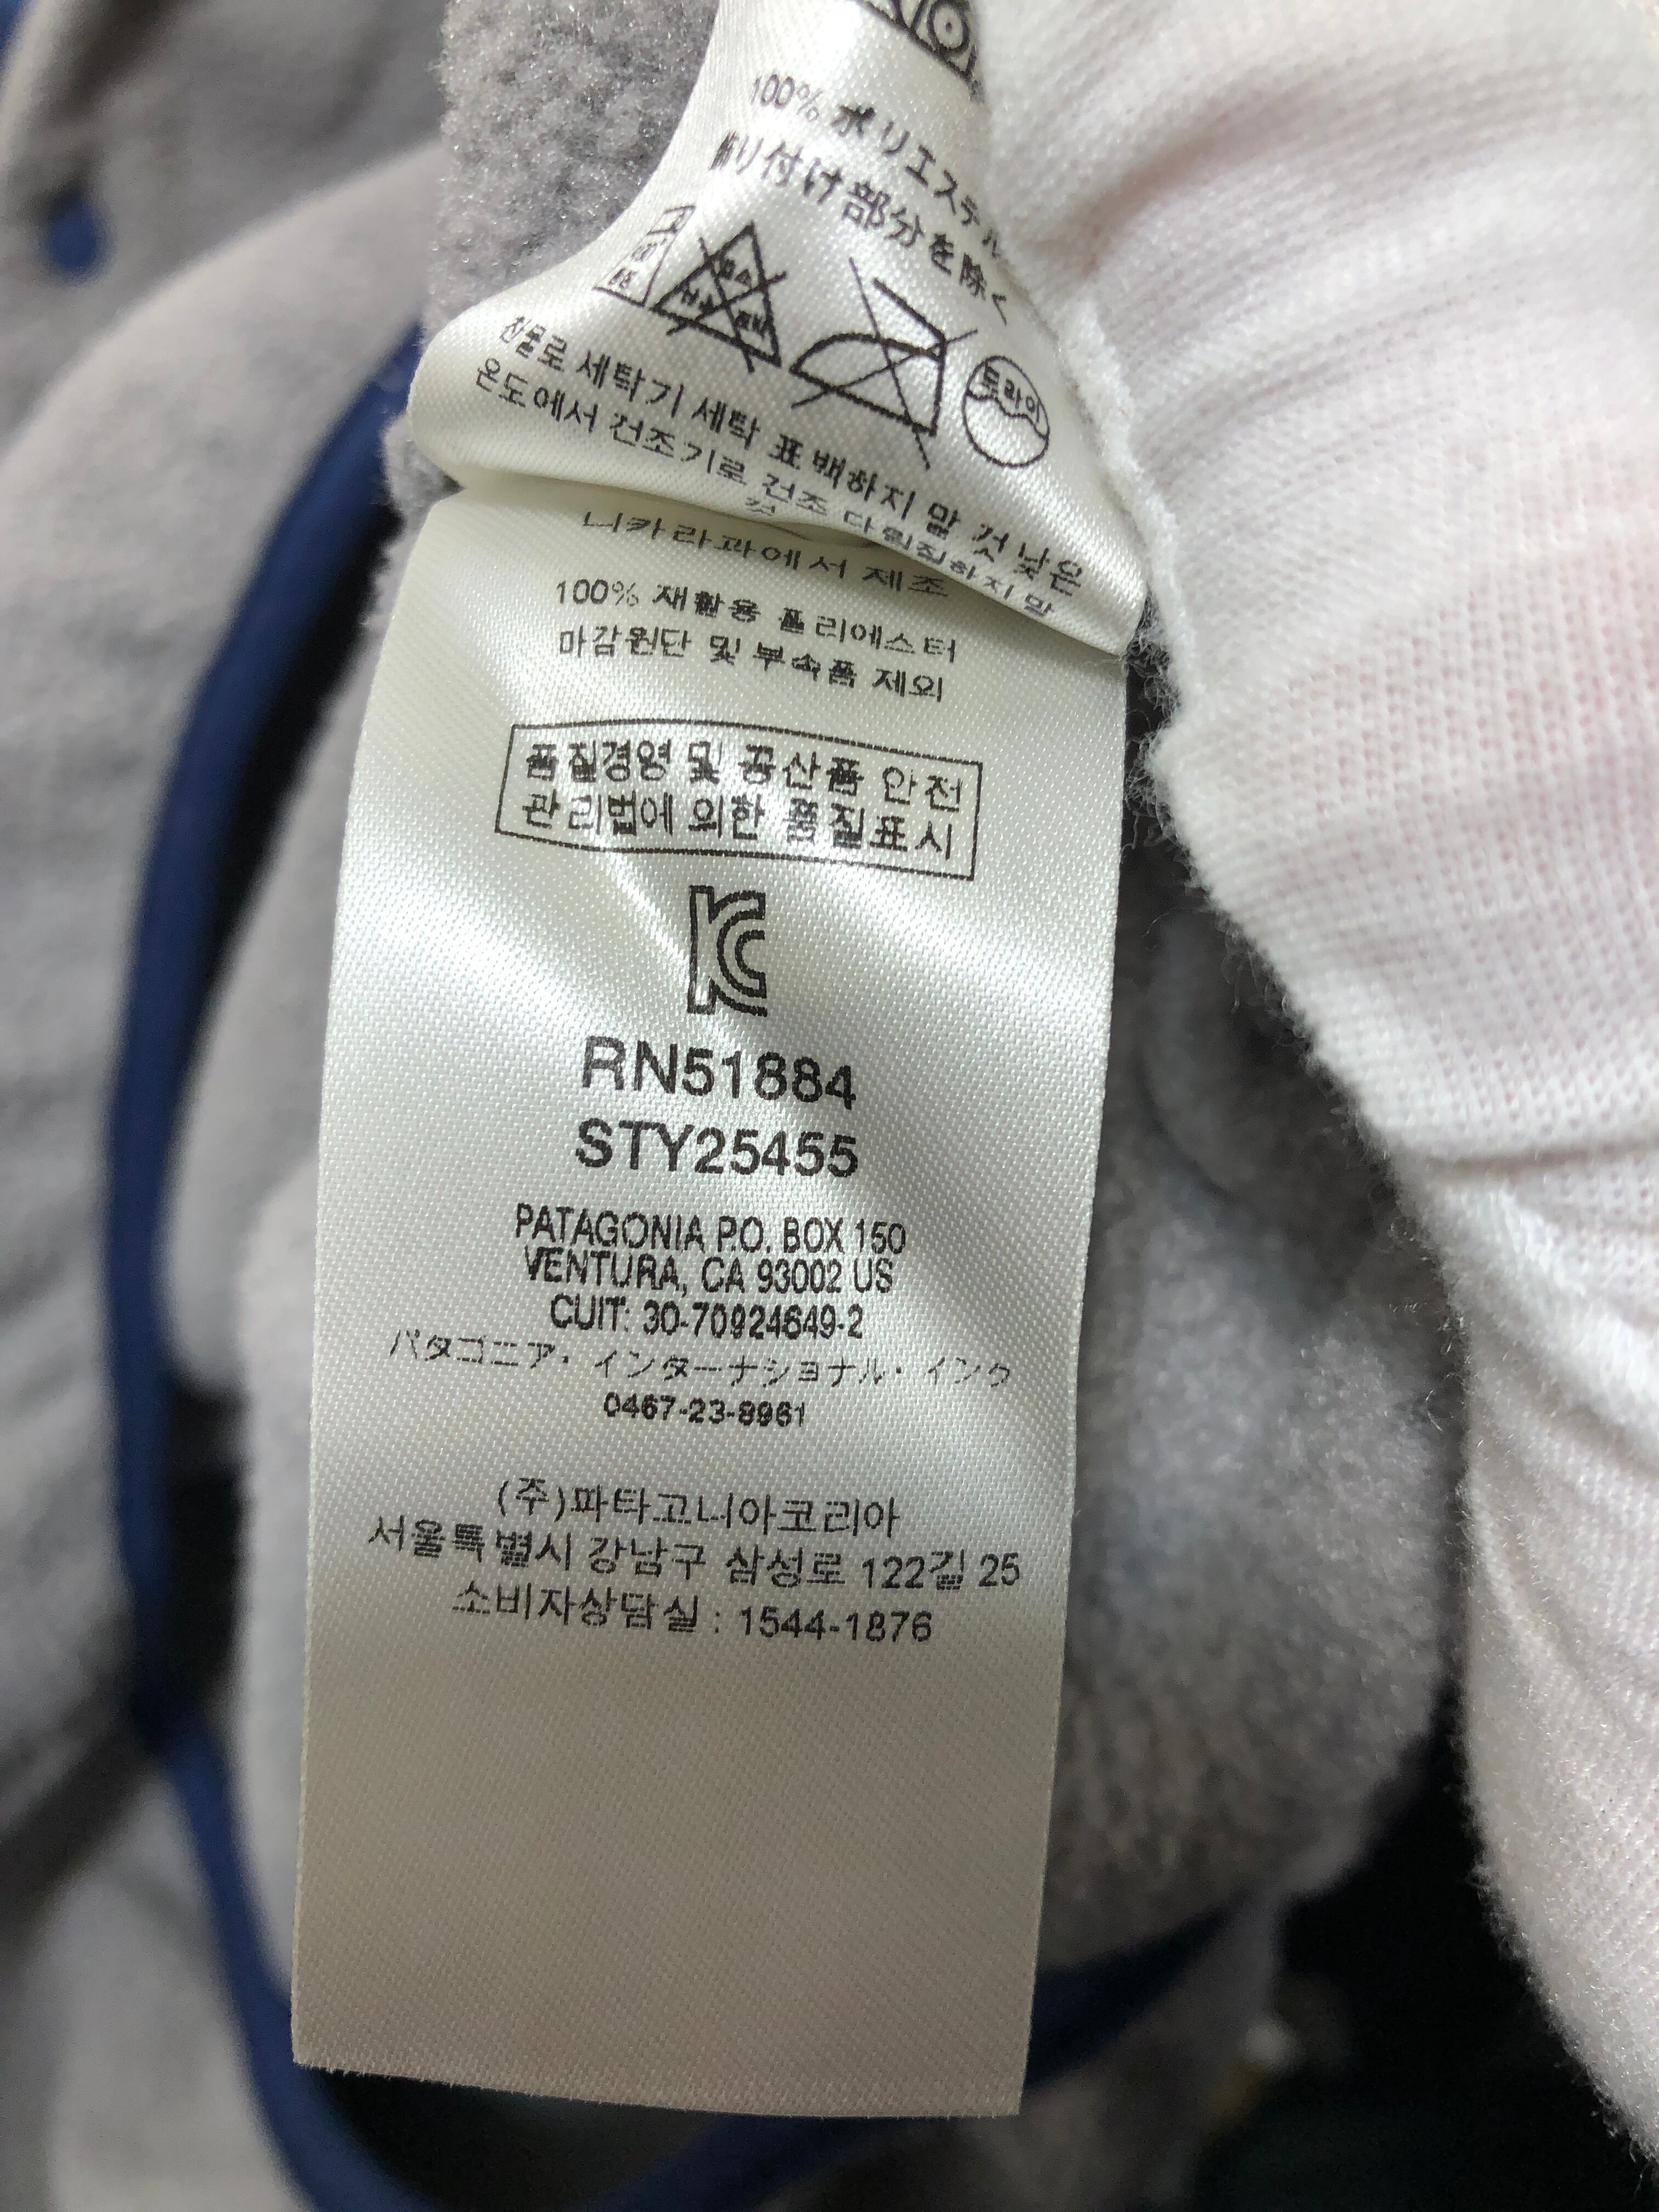 100% ポリエステル
飾り付け部分を除く
드라이
찬물로 세탁기 세탁 표백하지 말 것 낮은
온도에서 건조기로 건조 다림질하지 말
것
니카라과에서 제조
100% 재활용 폴리에스터
마감원단 및 부속품 제외
품질경영 및 공산품 안전
관리법에 의한 품질표시
RN51884
STY25455
PATAGONIA P.O. BOX 150
VENTURA, CA 93002 US
CUIT: 30-70924649-2
パタゴニア・インターナショナル・インク
0467-23-8961
(주)파타고니아코리아
서울특별시 강남구 삼성로 122길 25
소비자상담실 : 1544-1876